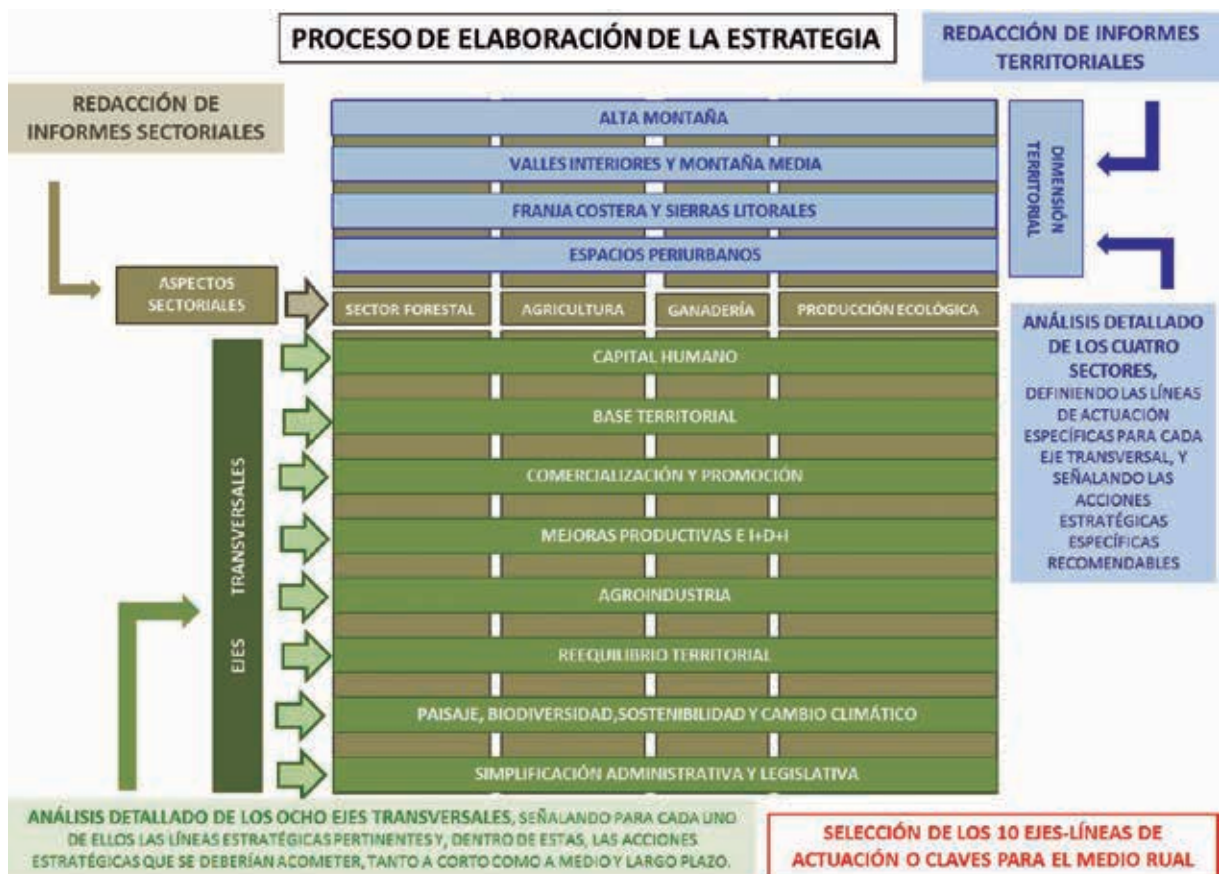 PROCESO DE ELABORACIÓN DE LA ESTRATEGIA
REDACCIÓN DE INFORMES
TERRITORIALES
REDACCIÓN DE
INFORMES SECTORIALES
ALTA MONTAÑA
VALLES INTERIORES Y MONTAÑA MEDIA
FRANJA COSTERA Y SIERRAS LITORALES
ESPACIOS PERIURBANOS
DIMENSIÓN
TERRITORIAL
ASPECTOS
SECTORIALES
SECTOR FORESTAL
AGRICULTURA
GANADERÍA
PRODUCCIÓN ECOLÓGICA
EJES TRANSVERSALES
CAPITAL HUMANO
BASE TERRITORIAL
COMERCIALIZACIÓN Y PROMOCIÓN
MEJORAS PRODUCTIVAS E I+D+I
AGROINDUSTRIA
REEQUILIBRIO TERRITORIAL
PAISAJE, BIODIVERSIDAD,SOSTENIBILIDAD Y CAMBIO CLIMÁTICO
SIMPLIFICACIÓN ADMINISTRATIVA Y LEGISLATIVA
ANÁLISIS DETALLADO
DE LOS CUATRO
SECTORES,
DEFINIENDO LAS LÍNEAS
DE ACTUACIÓN
ESPECÍFICAS PARA CADA
EJE TRANSVERSAL, Y
SEÑALANDO LAS
ACCIONES
ESTRATÉGICAS
ESPECÍFICAS
RECOMENDABLES
ANÁLISIS DETALLADO DE LOS OCHO EJES TRANSVERSALES, SEÑALANDO PARA CADA UNO
DE ELLOS LAS LÍNEAS ESTRATÉGICAS PERTINENTES Y, DENTRO DE ESTAS, LAS ACCIONES
ESTRATÉGICAS QUE SE DEBERÍAN ACOMETER, TANTO A CORTO COMO A MEDIO Y LARGO PLAZO.
SELECCIÓN DE LOS 10 EJES-LÍNEAS DE
ACTUACIÓN O CLAVES PARA EL MEDIO RUAL